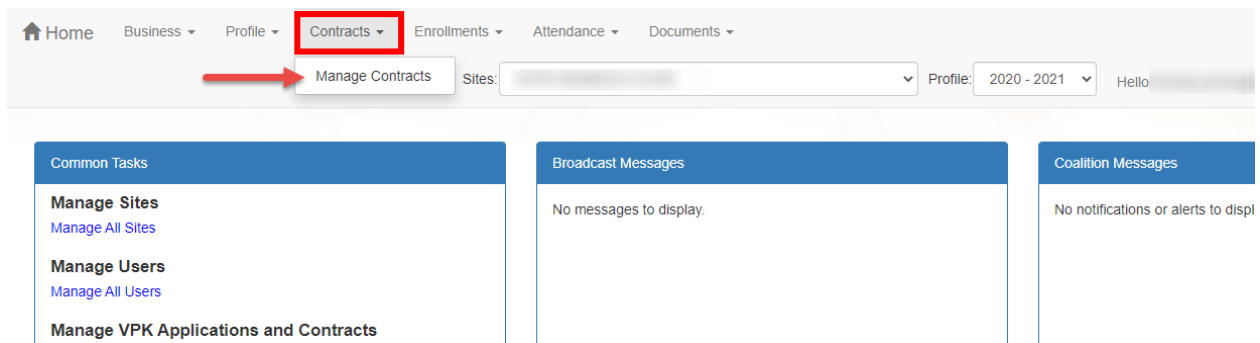 Home Business Profile Contracts Enrollments Attendance Documents
Manage Contracts Sites: Profile: 2020 - 2021 Hello
Common Tasks
Manage Sites
Manage All Sites
Manage Users
Manage All Users
Manage VPK Applications and Contracts
Broadcast Messages
No messages to display.
Coalition Messages
No notifications or alerts to displ